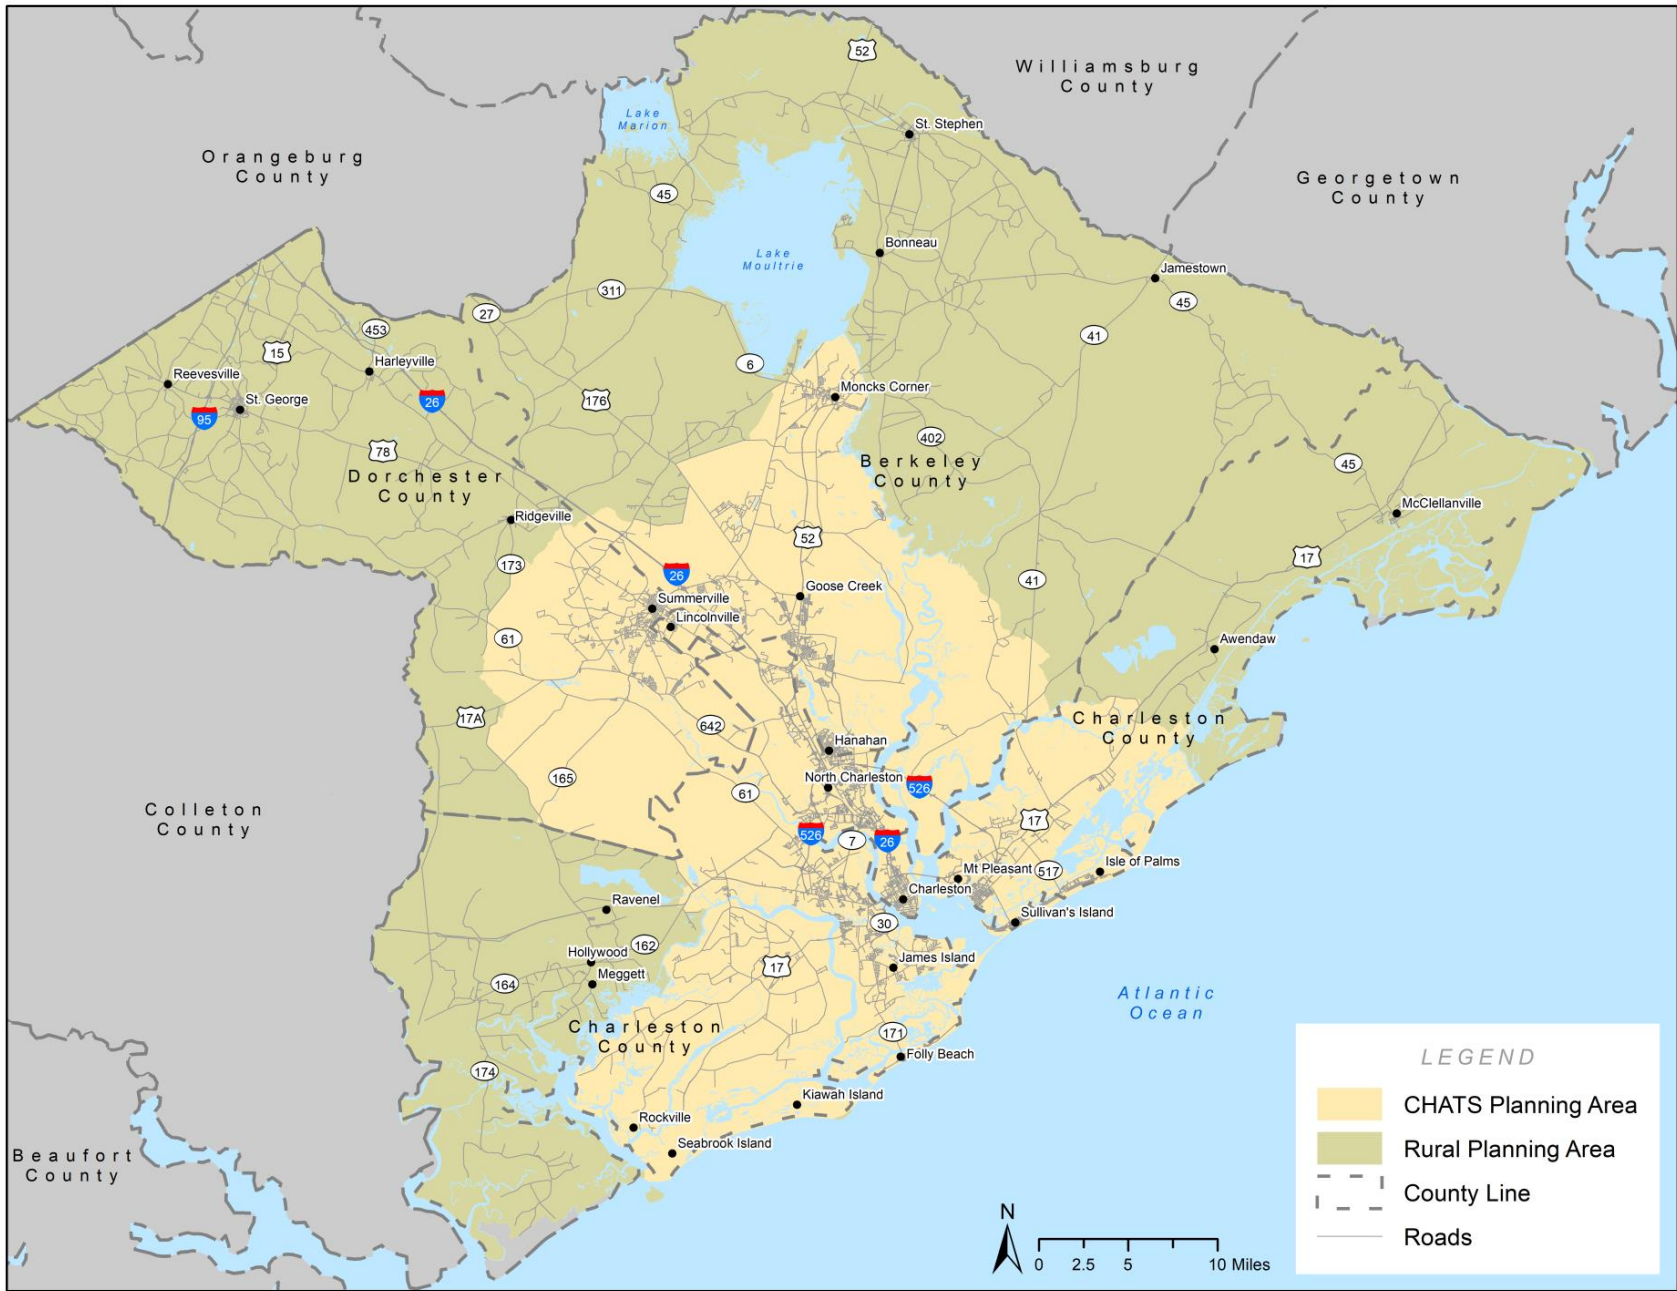 52
Williamsburg
County
Lake
Marion
St. Stephen
Orangeburg
County
45
Georgetown
County
Bonneau
Lake
Moultrie
Jamestown
311
45
27
453
41
15
Harleyville
6
Reevesville
Moncks Corner
St. George
26
176
95
402
78
Berkeley
County
45
Dorchester
County
McClellanville
Ridgeville
52
17
173
26
41
Goose Creek
Summerville
Lincolnville
61
Awendaw
17A
642
Charleston
County
Hanahan
165
North Charleston
61
526
Colleton
County
17
526
7
26
Isle of Palms
Mt Pleasant
517
Charleston
Ravenel
Sullivan's Island
30
162
Hollywood
James Island
17
Meggett
164
Atlantic
Ocean
Charleston
County
171
Folly Beach
174
Kiawah Island
Rockville
Seabrook Island
Beaufort
County
LEGEND
CHATS Planning Area
Rural Planning Area
County Line
Roads
N
0 2.5 5 10 Miles